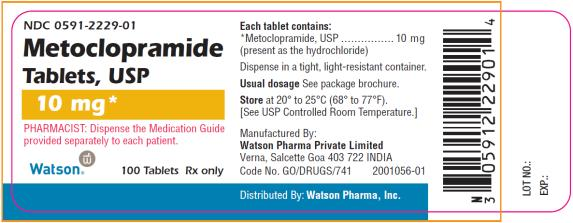 NDC 0591-2229-01
Metoclopramide
Tablets, USP
10 mg*
PHARMACIST: Dispense the Medication Guide
provided separately to each patient.
Watson®
100 Tablets Rx only
Each tablet contains:
*Metoclopramide, USP ................ 10 mg
(present as the hydrochloride)
Dispense in a tight, light-resistant container.
Usual dosage See package brochure.
Store at 20° to 25°C (68° to 77°F).
[See USP Controlled Room Temperature.]
Manufactured By:
Watson Pharma Private Limited
Verna, Salcette Goa 403 722 INDIA
Code No. GO/DRUGS/741 2001056-01
Distributed By: Watson Pharma, Inc.
N
3 05912 22901 4
LOT NO.:
EXP.: